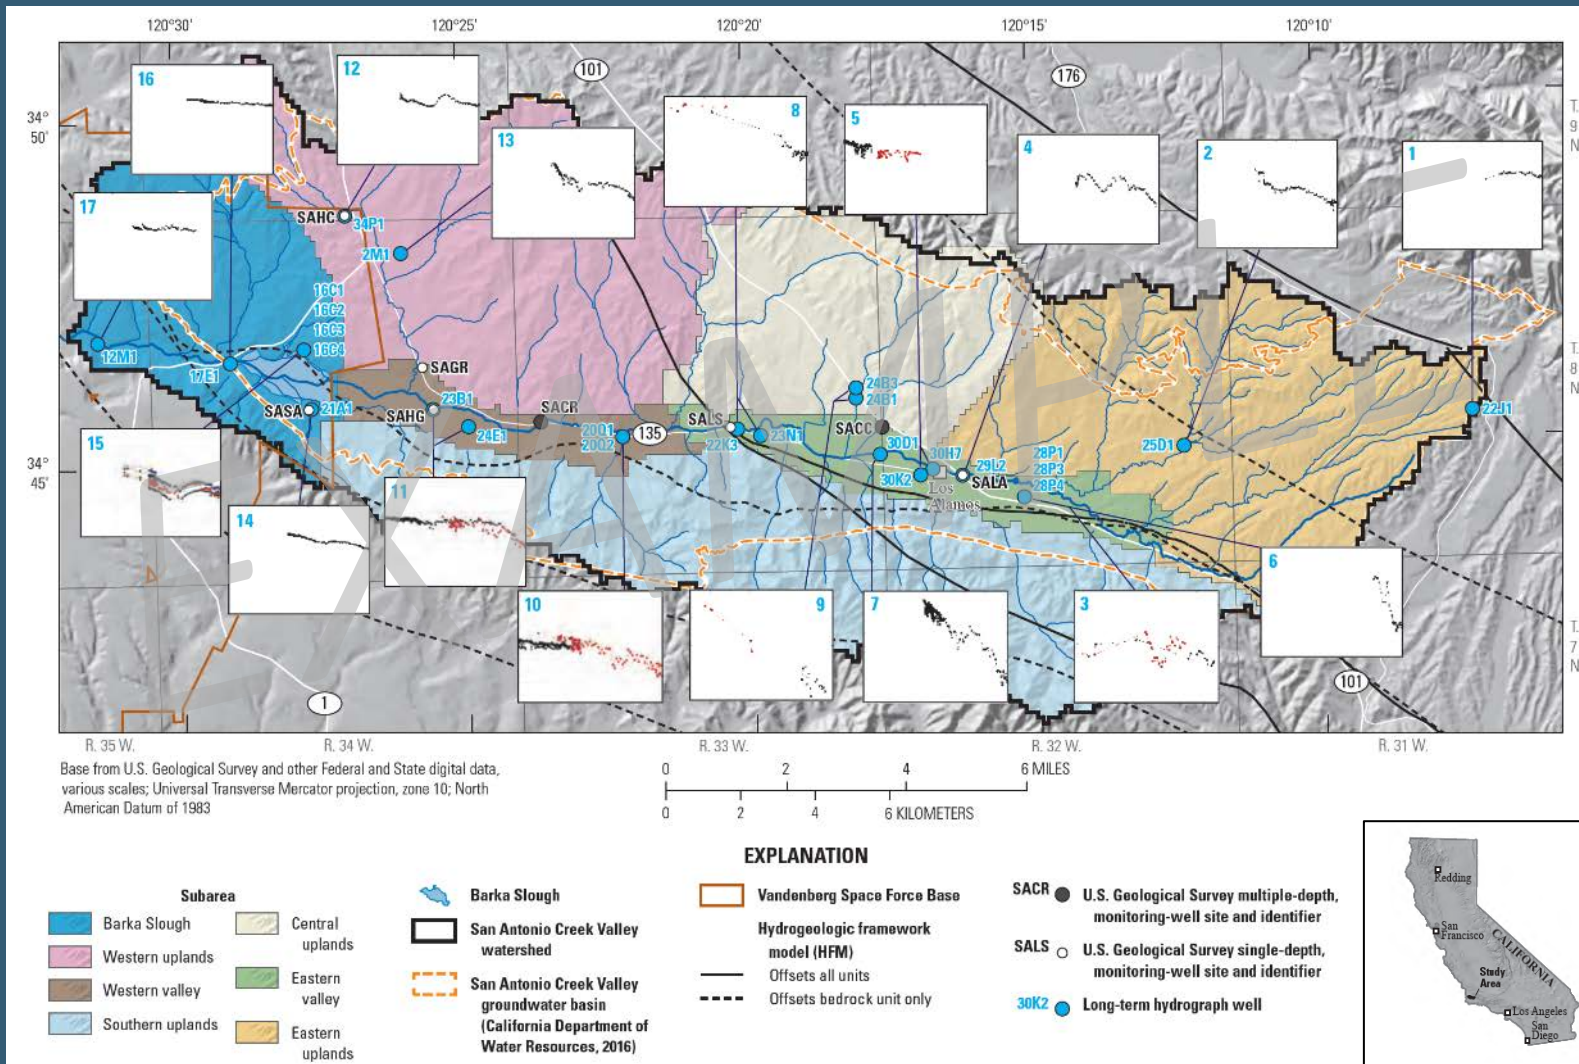 120°30'
120°25'
120°20'
120°15'
120°10'
101
176
16
12
8
5
13
4
2
1
34°
50'
T.
9
N
17
SAHC
34P1
2M1
16C1
16C2
16C3
16C4
12M1
17E1
SAGR
24B3
24B1
T.
8
N
SASA
21A1
SAHG
23B1
SACR
SALS
SACC
22J1
24E1
20Q1
20Q2
135
22K3
23N1
30D1
30H7
29L2
28P1
28P3
28P4
25D1
30K2
SALA
Los
Alamos
34°
45'
15
14
11
10
9
7
3
6
T.
7
N
1
101
EXAMPLE
R. 35 W.
R. 34 W.
R. 33 W.
R. 32 W.
R. 31 W.
Base from U.S. Geological Survey and other Federal and State digital data,
various scales; Universal Transverse Mercator projection, zone 10; North
American Datum of 1983
0 2 4 6 MILES
0 2 4 6 KILOMETERS
EXPLANATION
Subarea
Barka Slough
Western uplands
Western valley
Southern uplands
Central
uplands
Eastern
valley
Eastern
uplands
Barka Slough
San Antonio Creek Valley
watershed
San Antonio Creek Valley
groundwater basin
(California Department of
Water Resources, 2016)
Vandenberg Space Force Base
Hydrogeologic framework
model (HFM)
Offsets all units
Offsets bedrock unit only
SACR U.S. Geological Survey multiple-depth,
monitoring-well site and identifier
SALS U.S. Geological Survey single-depth,
monitoring-well site and identifier
30K2 Long-term hydrograph well
Redding
San
Francisco
CALIFORNIA
Study
Area
Los Angeles
San
Diego